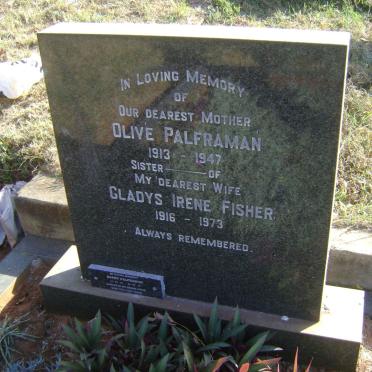 In Loving Memory
of
Our Dearest Mother
Olive Palframan
1913 - 1947
Sister of
My Dearest Wife
Gladys Irene Fisher
1916 - 1973
Always Remembered.